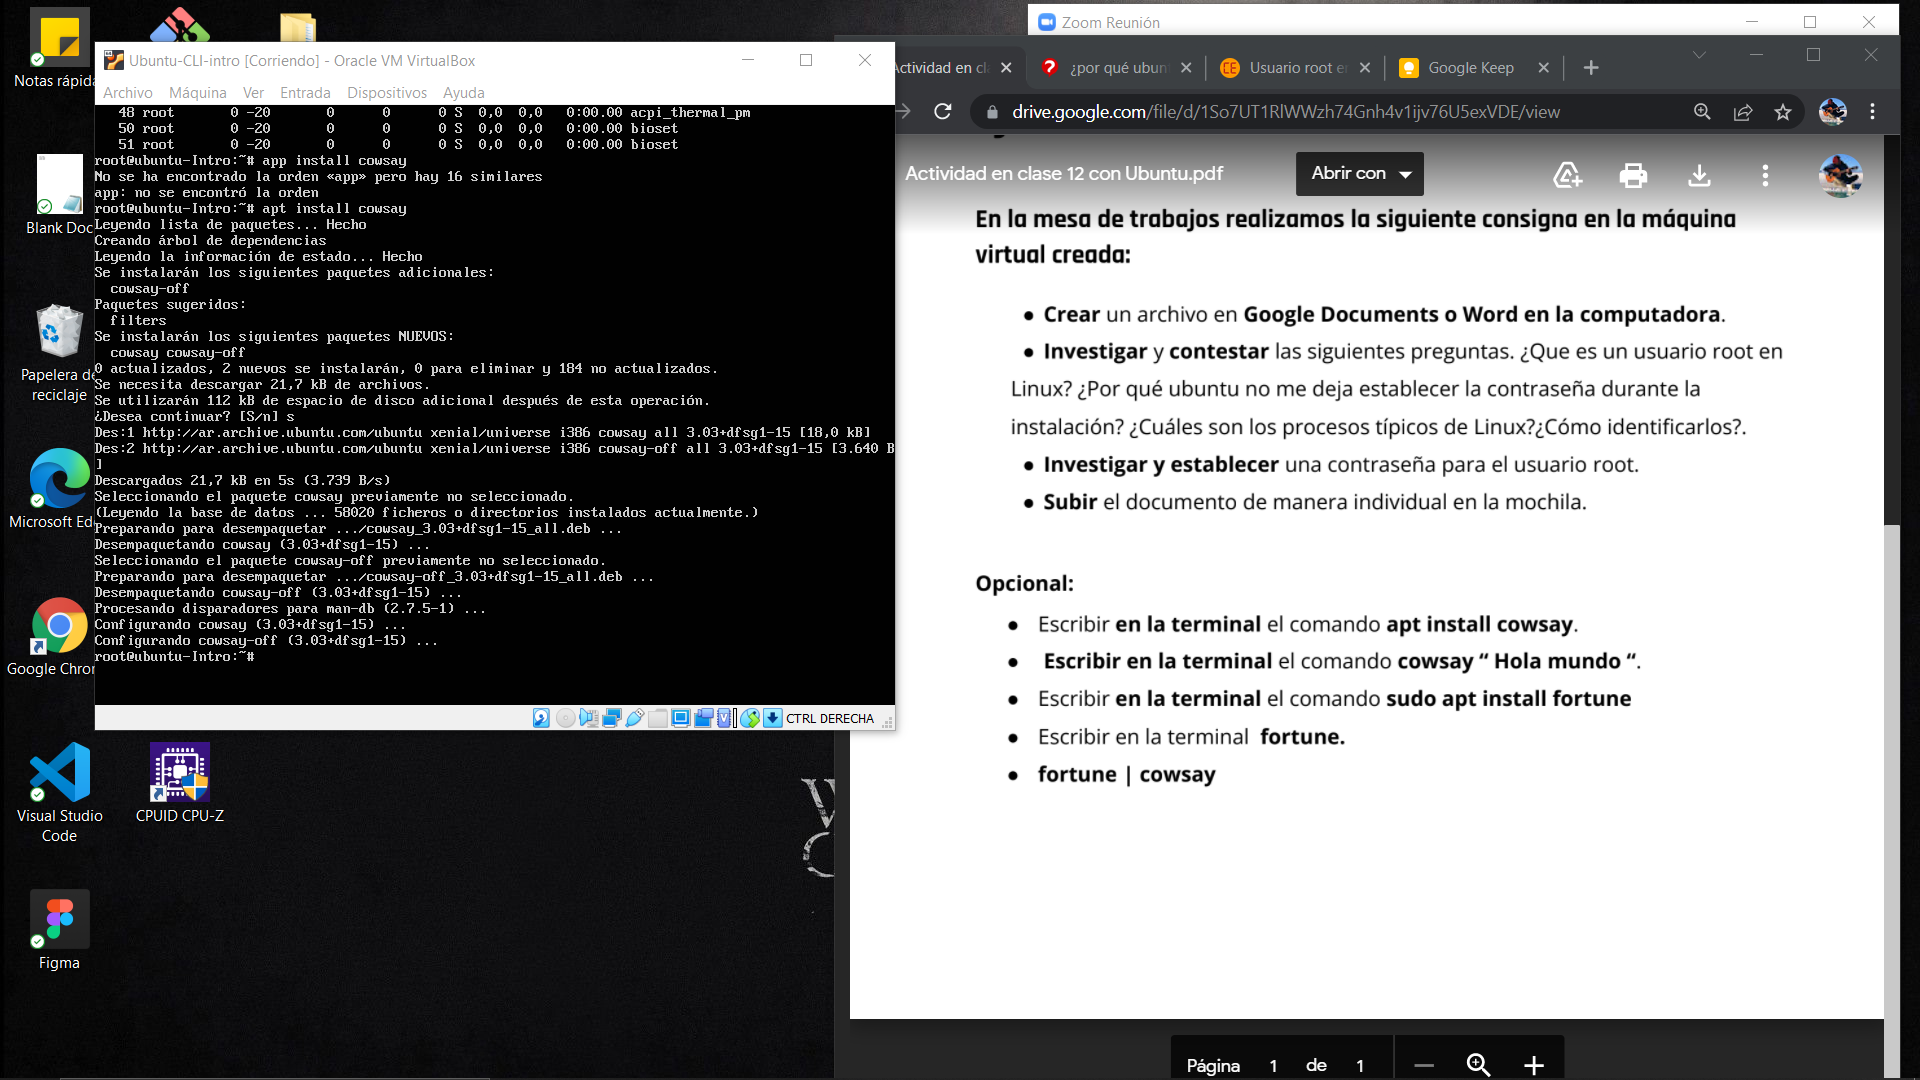 Notas rápida
Blank Doc
Papelera de
reciclaje
Microsoft Ed
Google Chron
Visual Studio
Code
CPUID CPU-Z
Figma
Ubuntu-CLI-intro [Corriendo] - Oracle VM VirtualBox
Archivo Máquina Ver Entrada Dispositivos Ayuda
48 root 0 -20 0 0 0 S 0,0 0,0 0:00.00 acpi_thermal_pm
50 root 0 -20 0 0 0 S 0,0 0,0 0:00.00 bioset
51 root 0 -20 0 0 0 S 0,0 0,0 0:00.00 bioset
root@ubuntu-Intro:~# app install cowsay
No se ha encontrado la orden «app» pero hay 16 similares
app: no se encontró la orden
root@ubuntu-Intro:~# apt install cowsay
Leyendo lista de paquetes... Hecho
Creando árbol de dependencias
Leyendo la información de estado... Hecho
Se instalarán los siguientes paquetes adicionales:
cowsay-off
Paquetes sugeridos:
filters
Se instalarán los siguientes paquetes NUEVOS:
cowsay cowsay-off
0 actualizados, 2 nuevos se instalarán, 0 para eliminar y 184 no actualizados.
Se necesita descargar 21,7 kB de archivos.
Se utilizarán 112 kB de espacio de disco adicional después de esta operación.
¿Desea continuar? [S/n] s
Des:1 http://ar.archive.ubuntu.com/ubuntu xenial/universe i386 cowsay all 3.03+dfsg1-15 [18,0 kB]
Des:2 http://ar.archive.ubuntu.com/ubuntu xenial/universe i386 cowsay-off all 3.03+dfsg1-15 [3.640 B
]
Descargados 21,7 kB en 5s (3.739 B/s)
Seleccionando el paquete cowsay previamente no seleccionado.
(Leyendo la base de datos ... 58020 ficheros o directorios instalados actualmente.)
Preparando para desempaquetar .../cowsay_3.03+dfsg1-15_all.deb ...
Desempaquetando cowsay (3.03+dfsg1-15) ...
Seleccionando el paquete cowsay-off previamente no seleccionado.
Preparando para desempaquetar .../cowsay-off_3.03+dfsg1-15_all.deb ...
Desempaquetando cowsay-off (3.03+dfsg1-15) ...
Procesando disparadores para man-db (2.7.5-1) ...
Configurando cowsay (3.03+dfsg1-15) ...
Configurando cowsay-off (3.03+dfsg1-15) ...
root@ubuntu-Intro:~#
CTRL DERECHA
Zoom Reunión
Actividad en cla ¿por qué ubun Usuario root en Google Keep
drive.google.com/file/d/1So7UT1RlWWzh74Gnh4v1ijv76U5exVDE/view
Actividad en clase 12 con Ubuntu.pdf
Abrir con
En la mesa de trabajos realizamos la siguiente consigna en la máquina
virtual creada:
● Crear un archivo en Google Documents o Word en la computadora.
● Investigar y contestar las siguientes preguntas. ¿Que es un usuario root en
Linux? ¿Por qué ubuntu no me deja establecer la contraseña durante la
instalación? ¿Cuáles son los procesos típicos de Linux?¿Cómo identificarlos?.
● Investigar y establecer una contraseña para el usuario root.
● Subir el documento de manera individual en la mochila.
Opcional:
● Escribir en la terminal el comando apt install cowsay.
● Escribir en la terminal el comando cowsay “ Hola mundo “.
● Escribir en la terminal el comando sudo apt install fortune
● Escribir en la terminal fortune.
● fortune | cowsay
Página 1 de 1